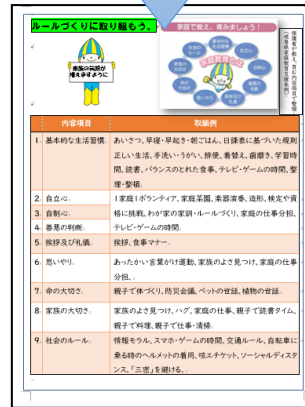 ルールづくりに取り組もう。
家庭で教え、育みましょう！
家族の笑顔が
増えますように
家庭教育とは
内容項目
取組例
1. 基本的な生活習慣
あいさつ、早寝・早起き・朝ごはん、日課表に基づいた規則
正しい生活、手洗い・うがい、排便、着替え、歯磨き、学習時
間、読書、バランスのとれた食事、テレビ・ゲームの時間、整
理・整頓
2. 自立心
1家庭1ボランティア、家庭菜園、楽器演奏、造形、検定や資
格に挑戦、わが家の家訓・ルールづくり、家庭の仕事分担、
テレビ・ゲームの時間、
3. 自制心
4. 善悪の判断
5. 挨拶及び礼儀
挨拶、食事マナー
6. 思いやり
あったかい言葉がけ運動、家族のよさ見つけ、家庭の仕事
分担、
7. 命の大切さ
親子で体づくり、防災会議、ペットの世話、植物の世話、
8. 家族の大切さ
家族のよさ見つけ、ハグ、家庭の仕事、親子で読書タイム、
親子で料理、親子で仕事・清掃
9. 社会のルール
情報モラル、スマホ・ゲームの時間、交通ルール、自転車に
乗る時のヘルメットの着用、咳エチケット、ソーシャルディスタ
ンス、「三密」を避ける、